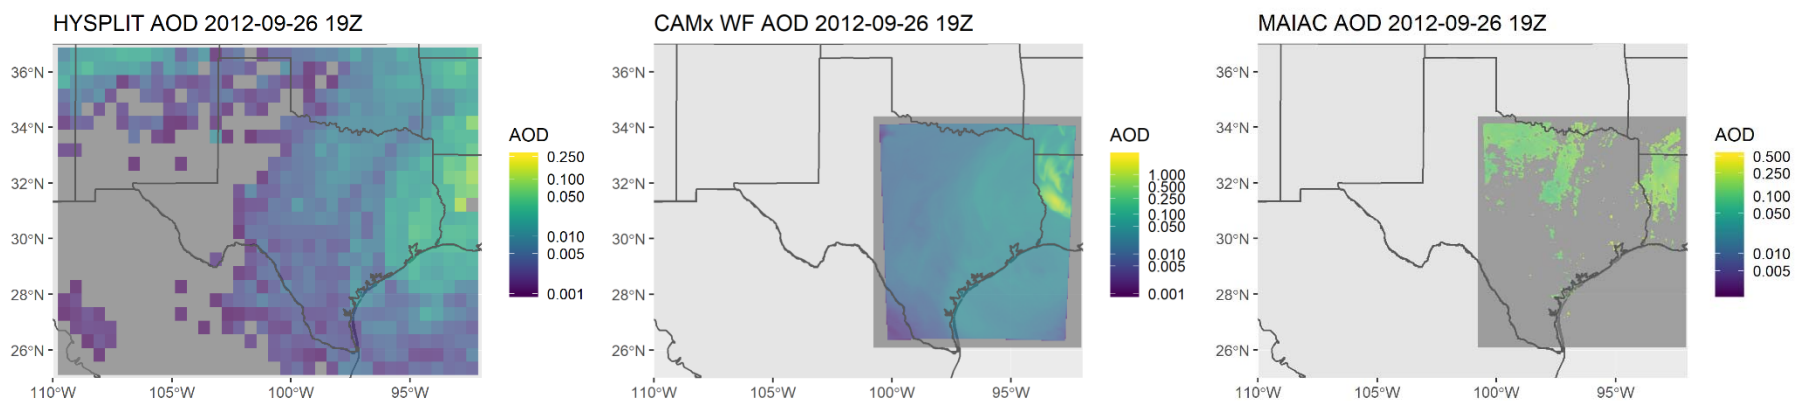 HYSPLIT AOD 2012-09-26 19Z
36°N
34°N
32°N
30°N
28°N
26°N
110°W
105°W
100°W
95°W
AOD
0.250
0.100
0.050
0.010
0.005
0.001
CAMx WF AOD 2012-09-26 19Z
36°N
34°N
32°N
30°N
28°N
26°N
110°W
105°W
100°W
95°W
AOD
1.000
0.500
0.250
0.100
0.050
0.010
0.005
0.001
MAIAC AOD 2012-09-26 19Z
36°N
34°N
32°N
30°N
28°N
26°N
110°W
105°W
100°W
95°W
AOD
0.500
0.250
0.100
0.050
0.010
0.005